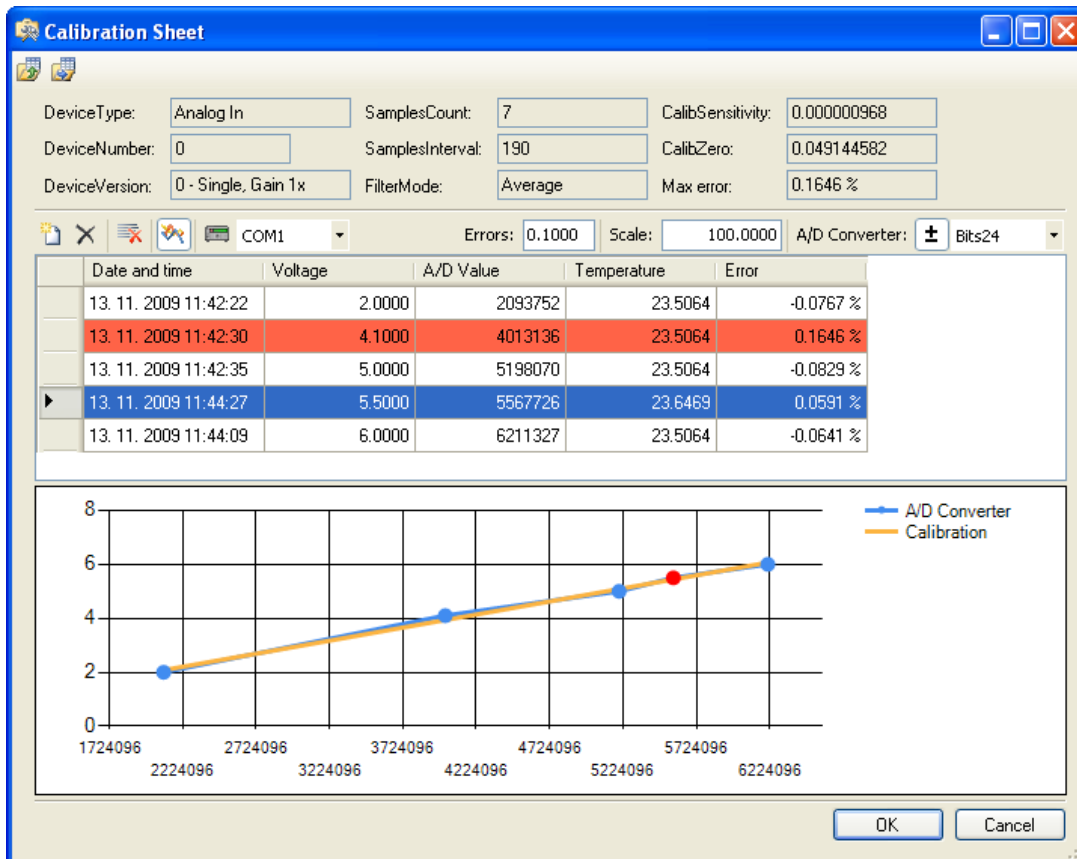 Calibration Sheet
DeviceType: Analog In SamplesCount: 7 CalibSensitivity: 0.000000968
DeviceNumber: 0 SamplesInterval: 190 CalibZero: 0.049144582
DeviceVersion: 0 - Single, Gain 1x FilterMode: Average Max error: 0.1646 %
COM1 Errors: 0.1000 Scale: 100.0000 A/D Converter: ± Bits24
Date and time Voltage A/D Value Temperature Error
13. 11. 2009 11:42:22 2.0000 2093752 23.5064 -0.0767 %
13. 11. 2009 11:42:30 4.1000 4013136 23.5064 0.1646 %
13. 11. 2009 11:42:35 5.0000 5198070 23.5064 -0.0829 %
13. 11. 2009 11:44:27 5.5000 5567726 23.6469 0.0591 %
13. 11. 2009 11:44:09 6.0000 6211327 23.5064 -0.0641 %
8
A/D Converter
Calibration
6
4
2
0
1724096 2724096 3724096 4724096 5724096
2224096 3224096 4224096 5224096 6224096
OK Cancel